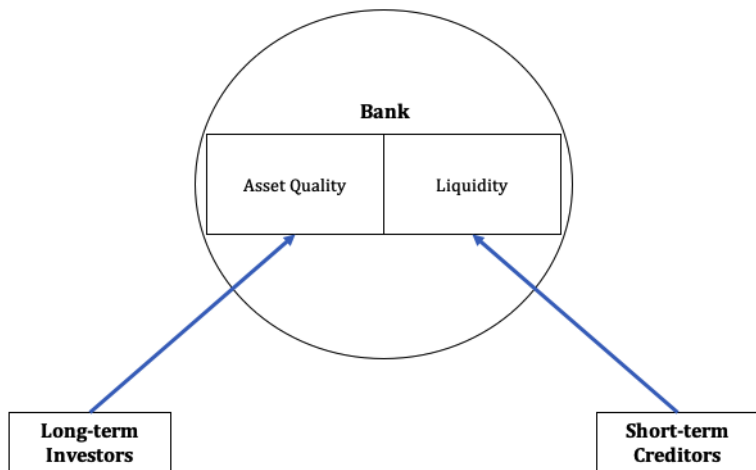 Bank
Asset Quality
Liquidity
Long-term
Investors
Short-term
Creditors